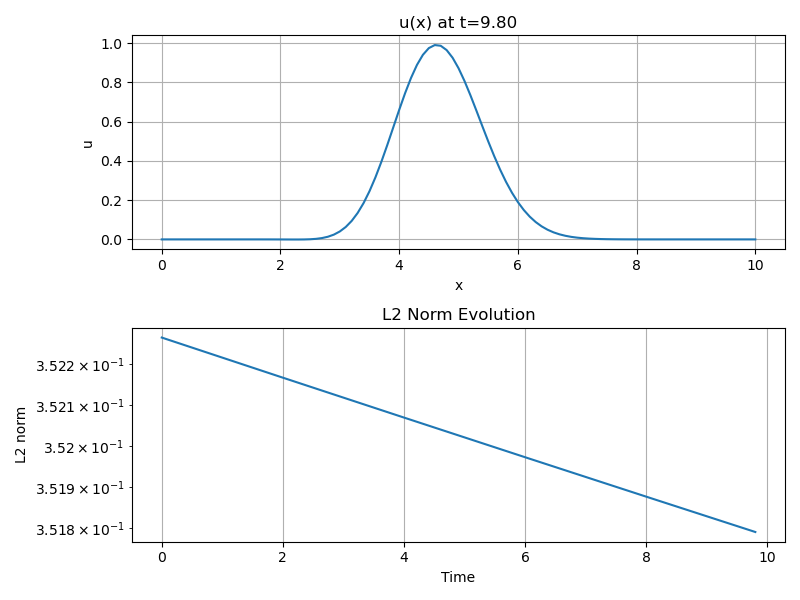 u(x) at t=9.80
1.0
0.8
0.6
0.4
0.2
0.0
u
0 2 4 6 8 10
x
L2 Norm Evolution
3.522 × 10⁻¹
3.521 × 10⁻¹
3.52 × 10⁻¹
3.519 × 10⁻¹
3.518 × 10⁻¹
L2 norm
0 2 4 6 8 10
Time